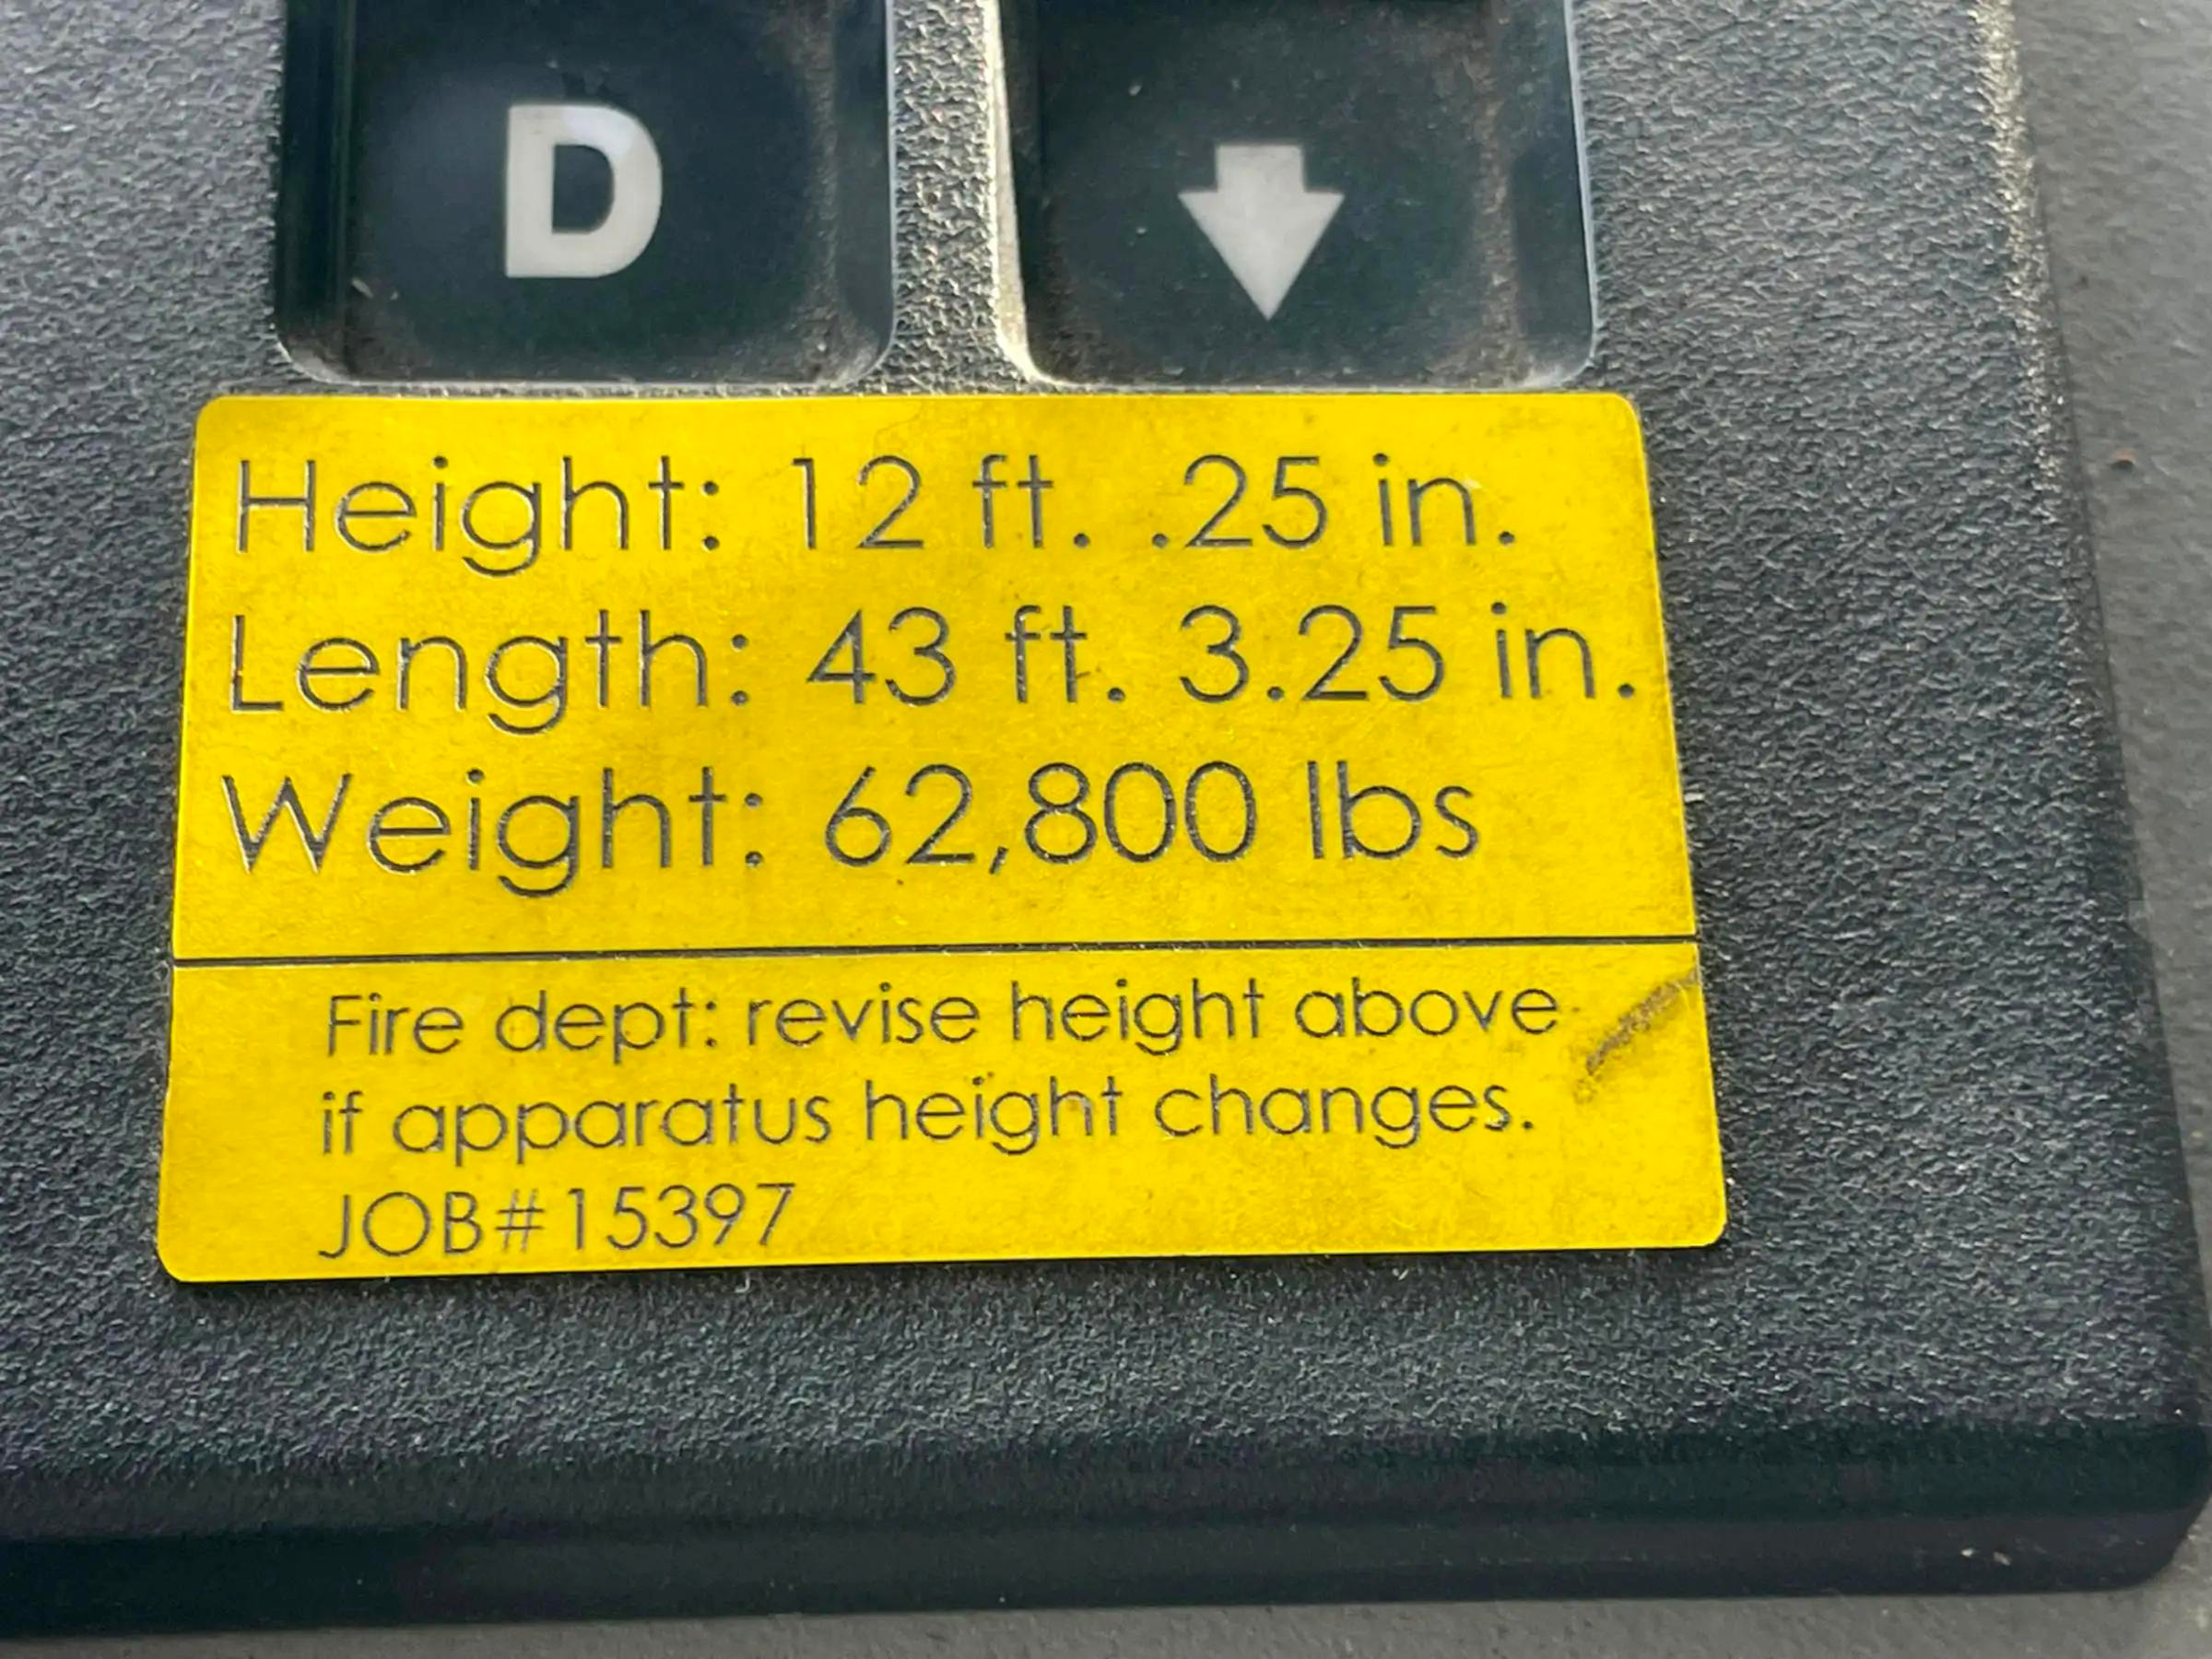 D
Height: 12 ft. .25 in.
Length: 43 ft. 3.25 in.
Weight: 62,800 lbs
Fire dept: revise height above
if apparatus height changes.
JOB#15397